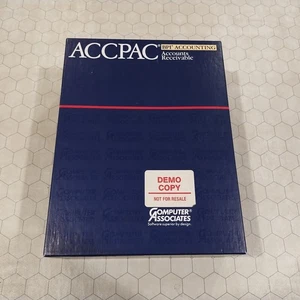 ACCPAC® BPI® ACCOUNTING
Accounts
Receivable
DEMO
COPY
NOT FOR RESALE
COMPUTER®
ASSOCIATES
Software superior by design.